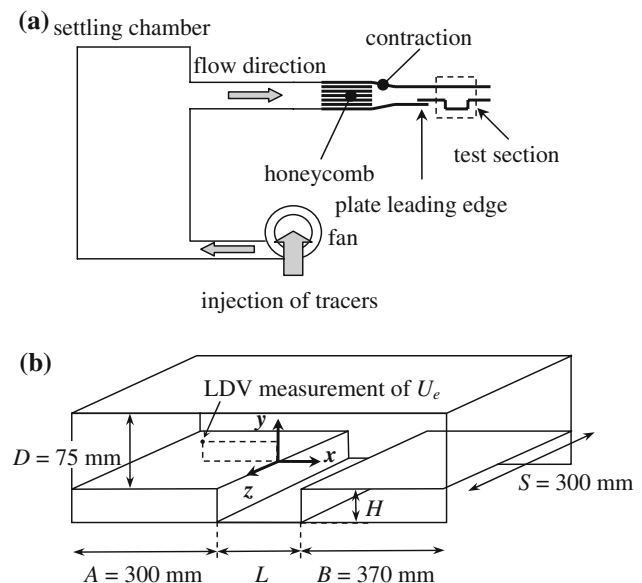 (a) settling chamber
contraction
flow direction
honeycomb
test section
plate leading edge
fan
injection of tracers
(b)
LDV measurement of U_e
y
D = 75 mm
x
z
S = 300 mm
H
A = 300 mm
L
B = 370 mm